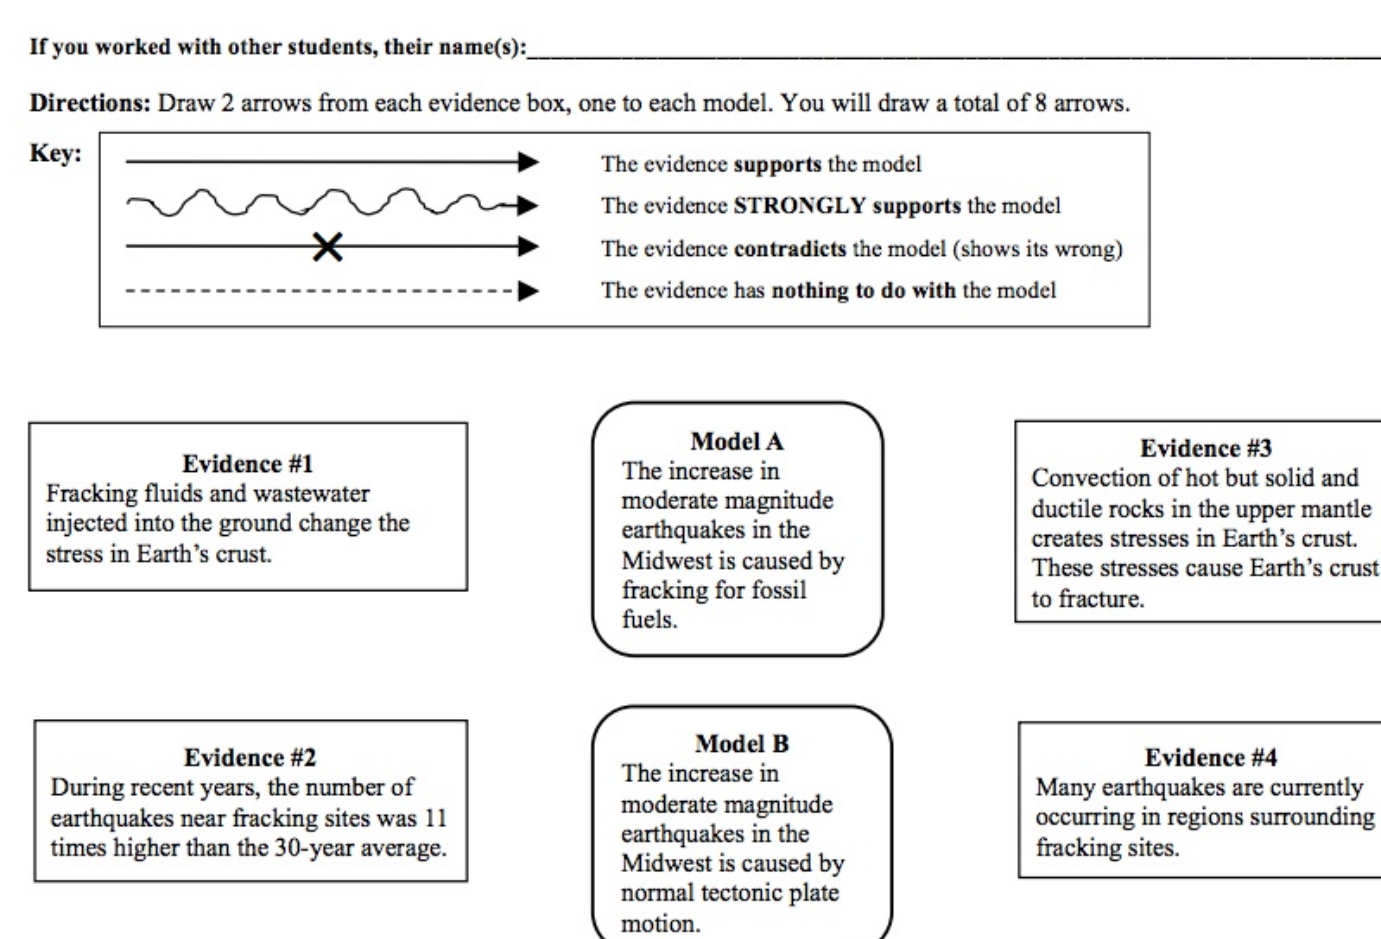 If you worked with other students, their name(s):
Directions: Draw 2 arrows from each evidence box, one to each model. You will draw a total of 8 arrows.
Key:
The evidence supports the model
The evidence STRONGLY supports the model
The evidence contradicts the model (shows its wrong)
The evidence has nothing to do with the model
Evidence #1
Fracking fluids and wastewater
injected into the ground change the
stress in Earth's crust.
Model A
The increase in
moderate magnitude
earthquakes in the
Midwest is caused by
fracking for fossil
fuels.
Evidence #3
Convection of hot but solid and
ductile rocks in the upper mantle
creates stresses in Earth's crust.
These stresses cause Earth's crust
to fracture.
Evidence #2
During recent years, the number of
earthquakes near fracking sites was 11
times higher than the 30-year average.
Model B
The increase in
moderate magnitude
earthquakes in the
Midwest is caused by
normal tectonic plate
motion.
Evidence #4
Many earthquakes are currently
occurring in regions surrounding
fracking sites.